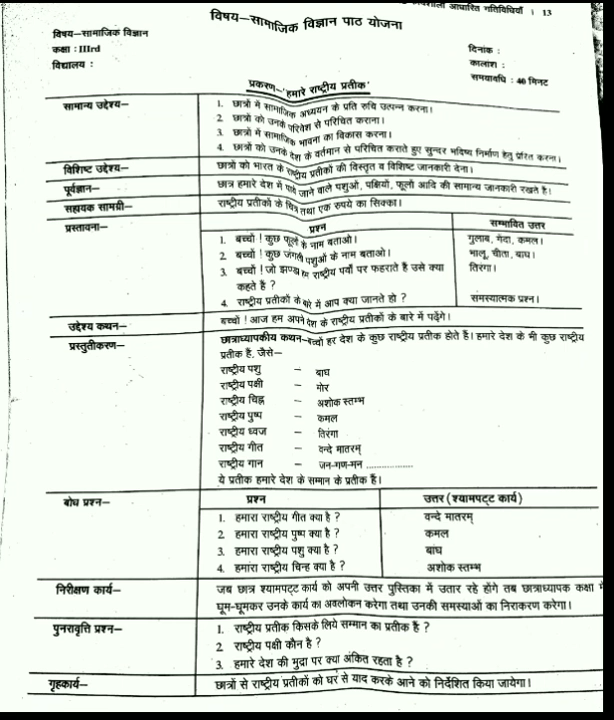 आधारित गतिविधियाँ । 13
विषय–सामाजिक विज्ञान पाठ योजना
विषय–सामाजिक विज्ञान
कक्षा : IIIrd
दिनांक :
विद्यालय :
कालांश :
समयावधि : 40 मिनट
प्रकरण–'हमारे राष्ट्रीय प्रतीक'
सामान्य उद्देश्य–
1. छात्रों में सामाजिक अध्ययन के प्रति रुचि उत्पन्न करना।
2. छात्रों को उनके परिवेश से परिचित कराना।
3. छात्रों में सामाजिक भावना का विकास करना।
4. छात्रों को उनके देश के वर्तमान से परिचित कराते हुए सुन्दर भविष्य निर्माण हेतु प्रेरित करना।
विशिष्ट उद्देश्य– छात्रों को भारत के राष्ट्रीय प्रतीकों की विस्तृत व विशिष्ट जानकारी देना।
पूर्वज्ञान– छात्र हमारे देश में पाये जाने वाले पशुओं, पक्षियों, फूलों आदि की सामान्य जानकारी रखते है।
सहायक सामग्री– राष्ट्रीय प्रतीकों के चित्र तथा एक रुपये का सिक्का।
प्रस्तावना– प्रश्न सम्भावित उत्तर
1. बच्चों ! कुछ फूलों के नाम बताओ। गुलाब, गेंदा, कमल।
2. बच्चों ! कुछ जंगली पशुओं के नाम बताओ। भालू, चीता, बाघ।
3. बच्चों ! जो झण्डा हम राष्ट्रीय पर्वों पर फहराते हैं उसे क्या तिरंगा।
कहते है ?
4. राष्ट्रीय प्रतीकों के बारे में आप क्या जानते हो ? समस्यात्मक प्रश्न।
उद्देश्य कथन– बच्चों ! आज हम अपने देश के राष्ट्रीय प्रतीकों के बारे में पढ़ेंगे।
प्रस्तुतीकरण– छात्राध्यापकीय कथन–बच्चों हर देश के कुछ राष्ट्रीय प्रतीक होते हैं। हमारे देश के भी कुछ राष्ट्रीय
प्रतीक हैं, जैसे–
राष्ट्रीय पशु – बाघ
राष्ट्रीय पक्षी – मोर
राष्ट्रीय चिह्न – अशोक स्तम्भ
राष्ट्रीय पुष्प – कमल
राष्ट्रीय ध्वज – तिरंगा
राष्ट्रीय गीत – वन्दे मातरम्
राष्ट्रीय गान – जन-गण-मन ..................
ये प्रतीक हमारे देश के सम्मान के प्रतीक हैं।
बोध प्रश्न– प्रश्न उत्तर (श्यामपट्ट कार्य)
1. हमारा राष्ट्रीय गीत क्या है ? वन्दे मातरम्
2. हमारा राष्ट्रीय पुष्प क्या है ? कमल
3. हमारा राष्ट्रीय पशु क्या है ? बाघ
4. हमारा राष्ट्रीय चिन्ह क्या है ? अशोक स्तम्भ
निरीक्षण कार्य– जब छात्र श्यामपट्ट कार्य को अपनी उत्तर पुस्तिका में उतार रहे होंगे तब छात्राध्यापक कक्षा में
घूम-घूमकर उनके कार्य का अवलोकन करेगा तथा उनकी समस्याओं का निराकरण करेगा।
पुनरावृत्ति प्रश्न– 1. राष्ट्रीय प्रतीक किसके लिये सम्मान का प्रतीक हैं ?
2. राष्ट्रीय पक्षी कौन है ?
3. हमारे देश की मुद्रा पर क्या अंकित रहता है ?
गृहकार्य– छात्रों से राष्ट्रीय प्रतीकों को घर से याद करके आने को निर्देशित किया जायेगा।